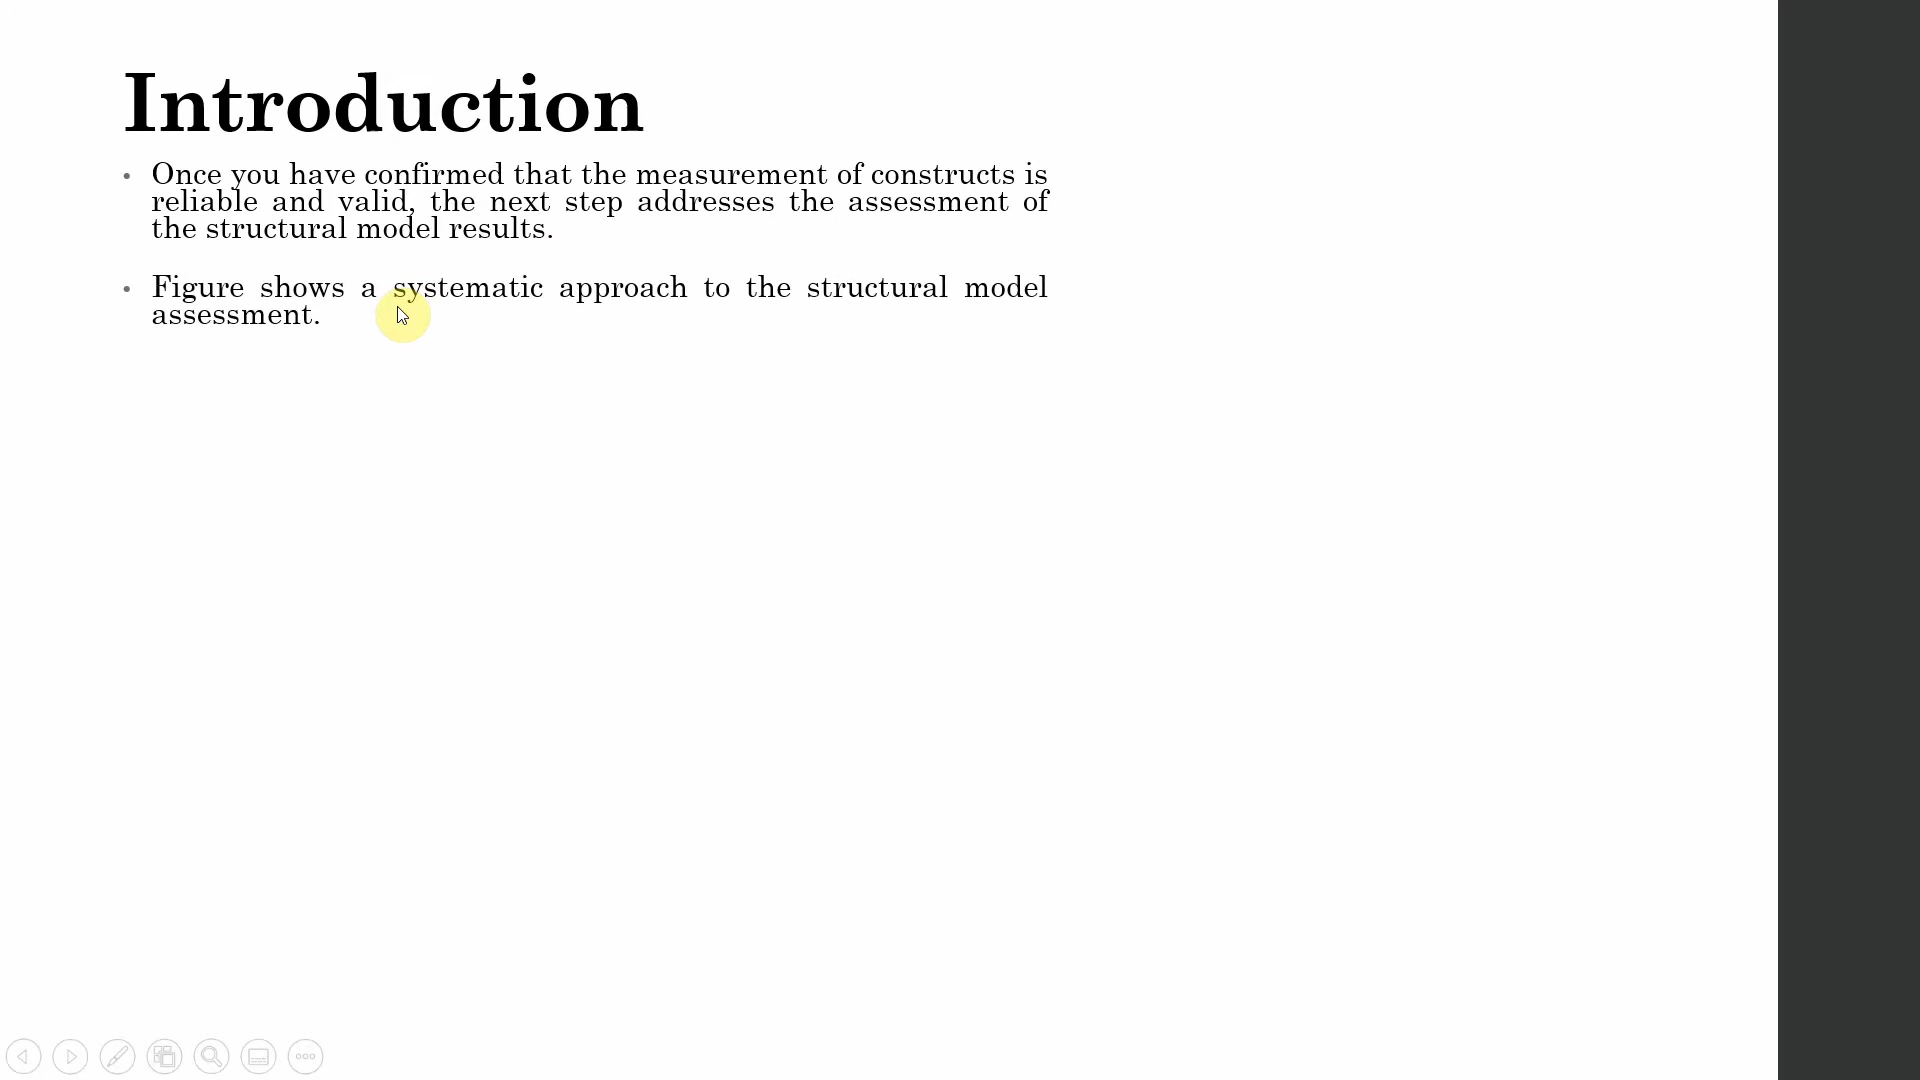 Introduction
• Once you have confirmed that the measurement of constructs is
reliable and valid, the next step addresses the assessment of
the structural model results.
• Figure shows a systematic approach to the structural model
assessment.